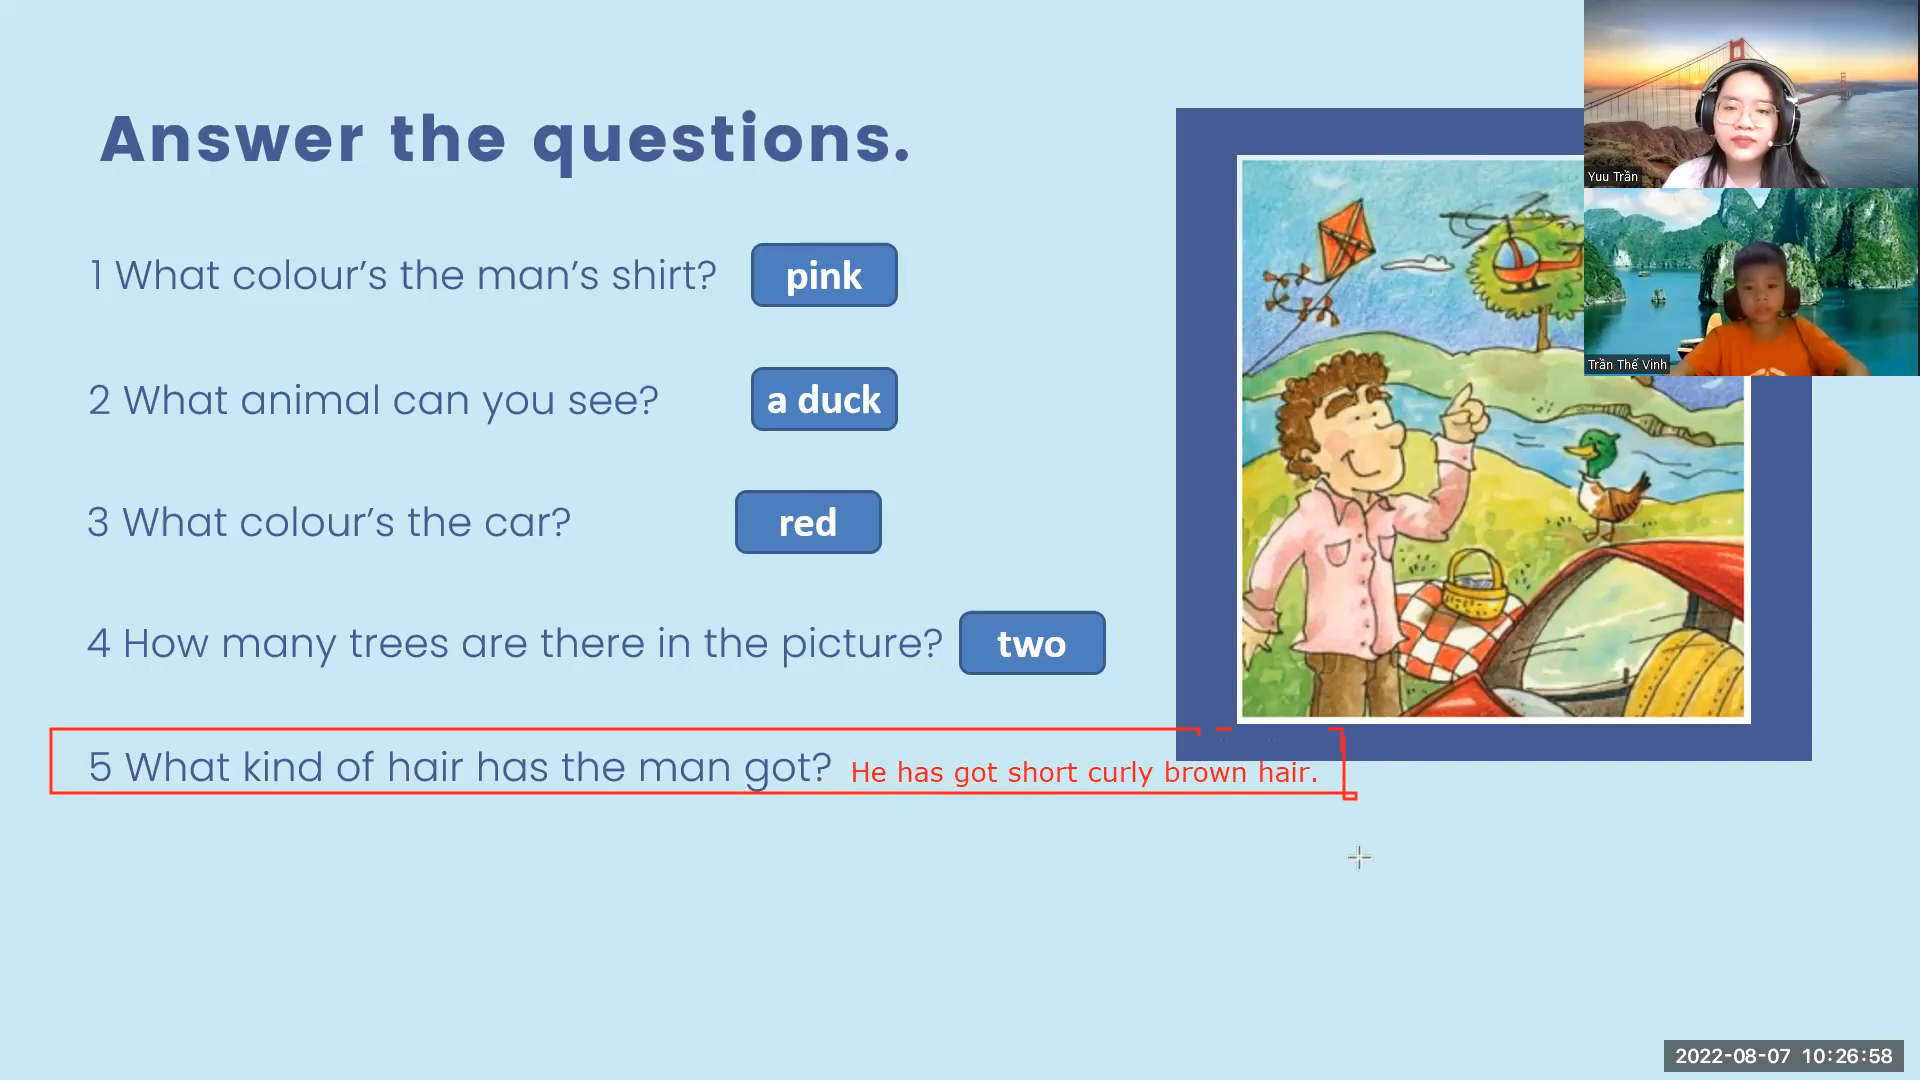 Answer the questions.
1 What colour’s the man’s shirt? pink
2 What animal can you see? a duck
3 What colour’s the car? red
4 How many trees are there in the picture? two
5 What kind of hair has the man got? He has got short curly brown hair.
Yuu Trần
Trần Thế Vinh
2022-08-07 10:26:58